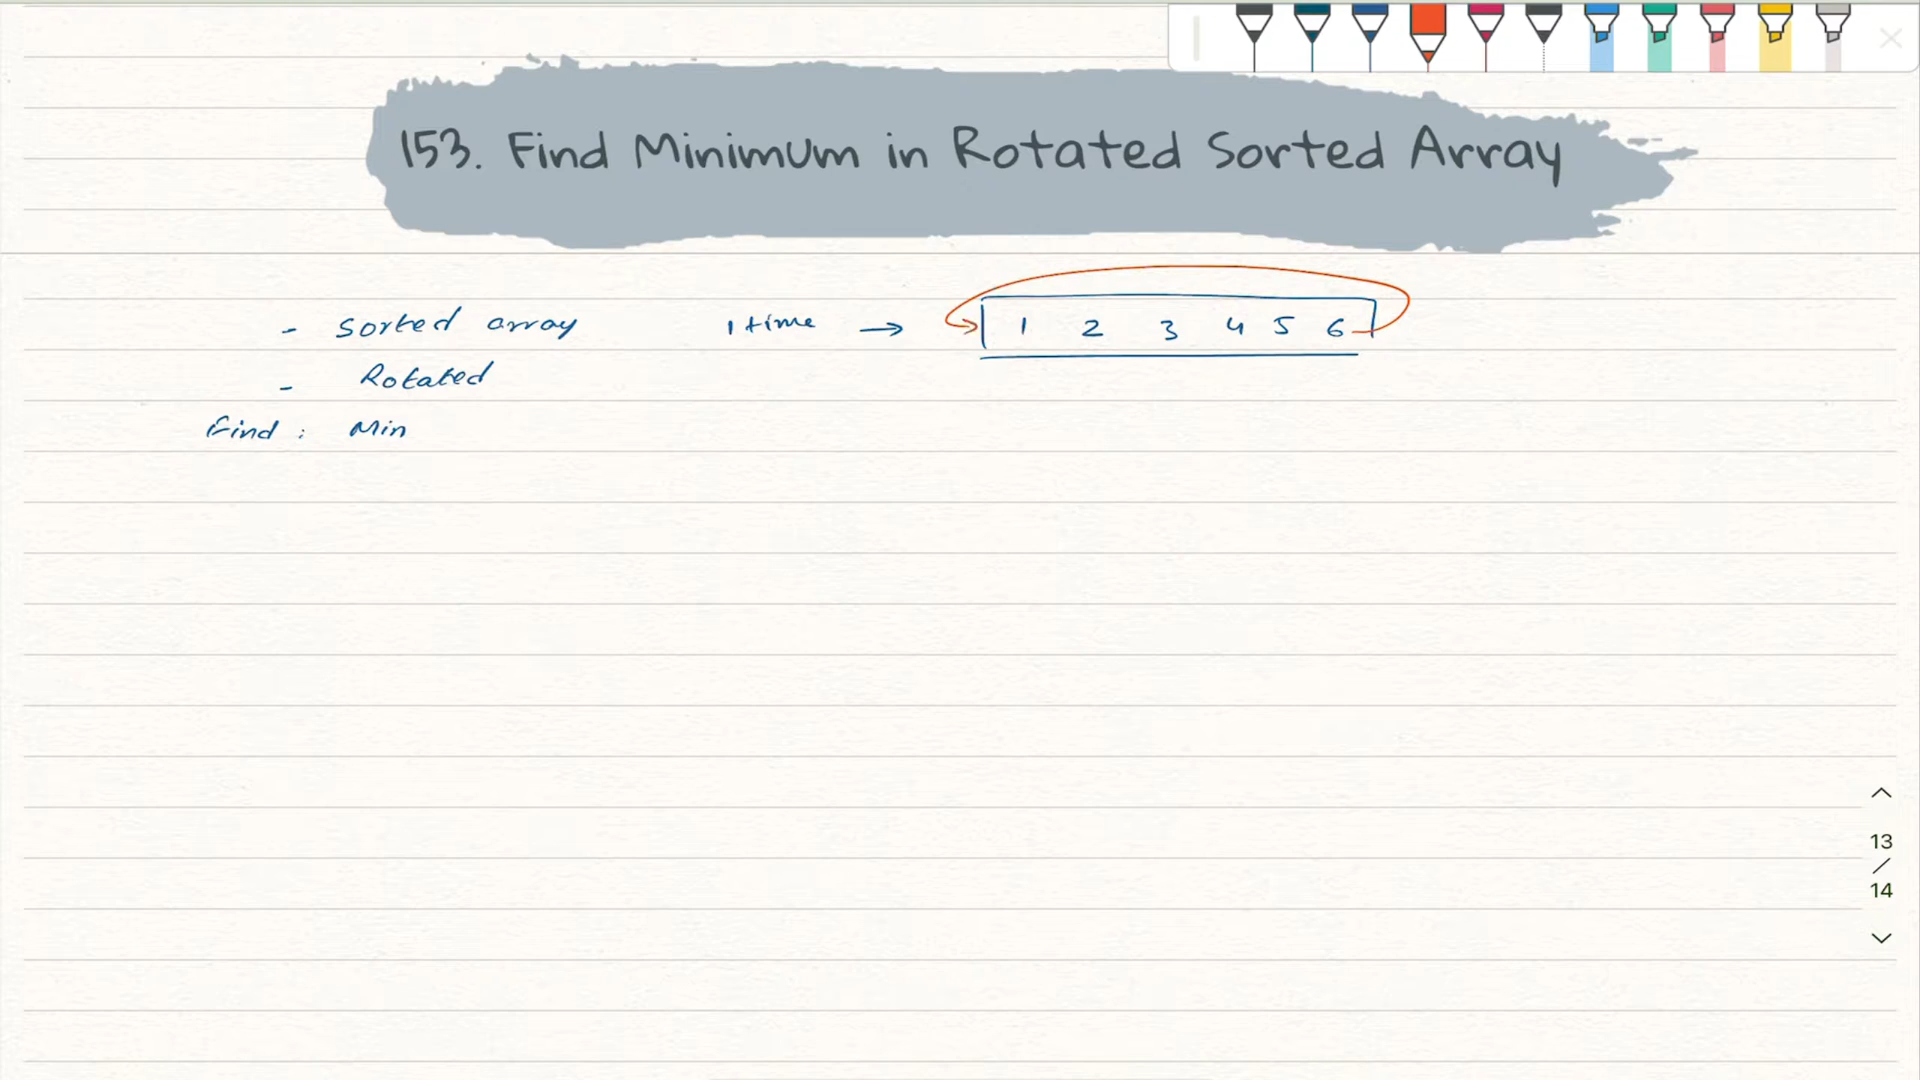 153. Find Minimum in Rotated Sorted Array
- Sorted array 1 time → 1 2 3 4 5 6
- Rotated
Find : Min
13
/
14